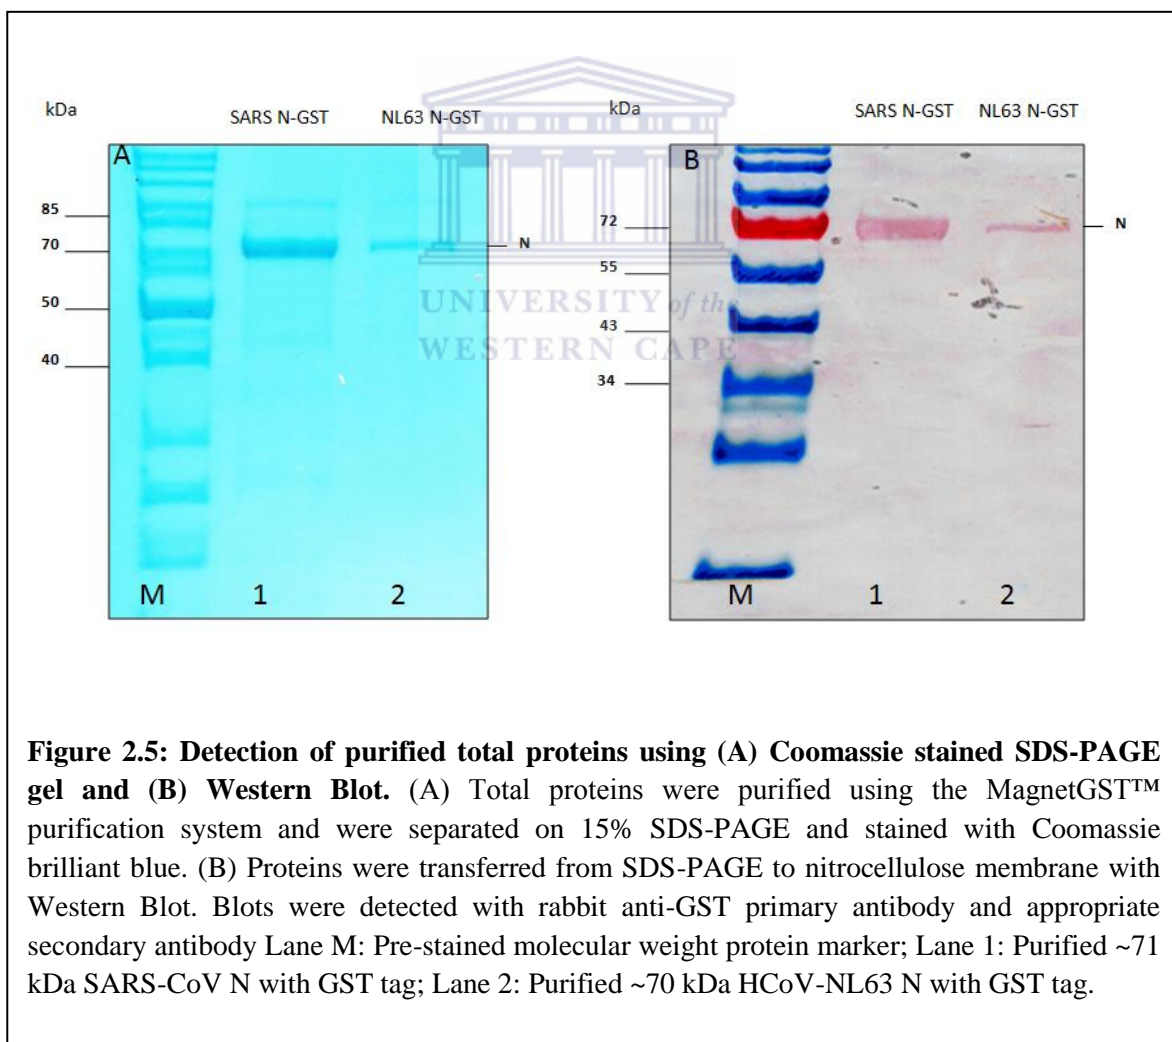 kDa
SARS N-GST
NL63 N-GST
A
85
70
50
40
N
M
1
2
kDa
SARS N-GST
NL63 N-GST
B
72
55
43
34
N
M
1
2
UNIVERSITY of the
WESTERN CAPE
Figure 2.5: Detection of purified total proteins using (A) Coomassie stained SDS-PAGE
gel and (B) Western Blot. (A) Total proteins were purified using the MagnetGST™
purification system and were separated on 15% SDS-PAGE and stained with Coomassie
brilliant blue. (B) Proteins were transferred from SDS-PAGE to nitrocellulose membrane with
Western Blot. Blots were detected with rabbit anti-GST primary antibody and appropriate
secondary antibody Lane M: Pre-stained molecular weight protein marker; Lane 1: Purified ~71
kDa SARS-CoV N with GST tag; Lane 2: Purified ~70 kDa HCoV-NL63 N with GST tag.